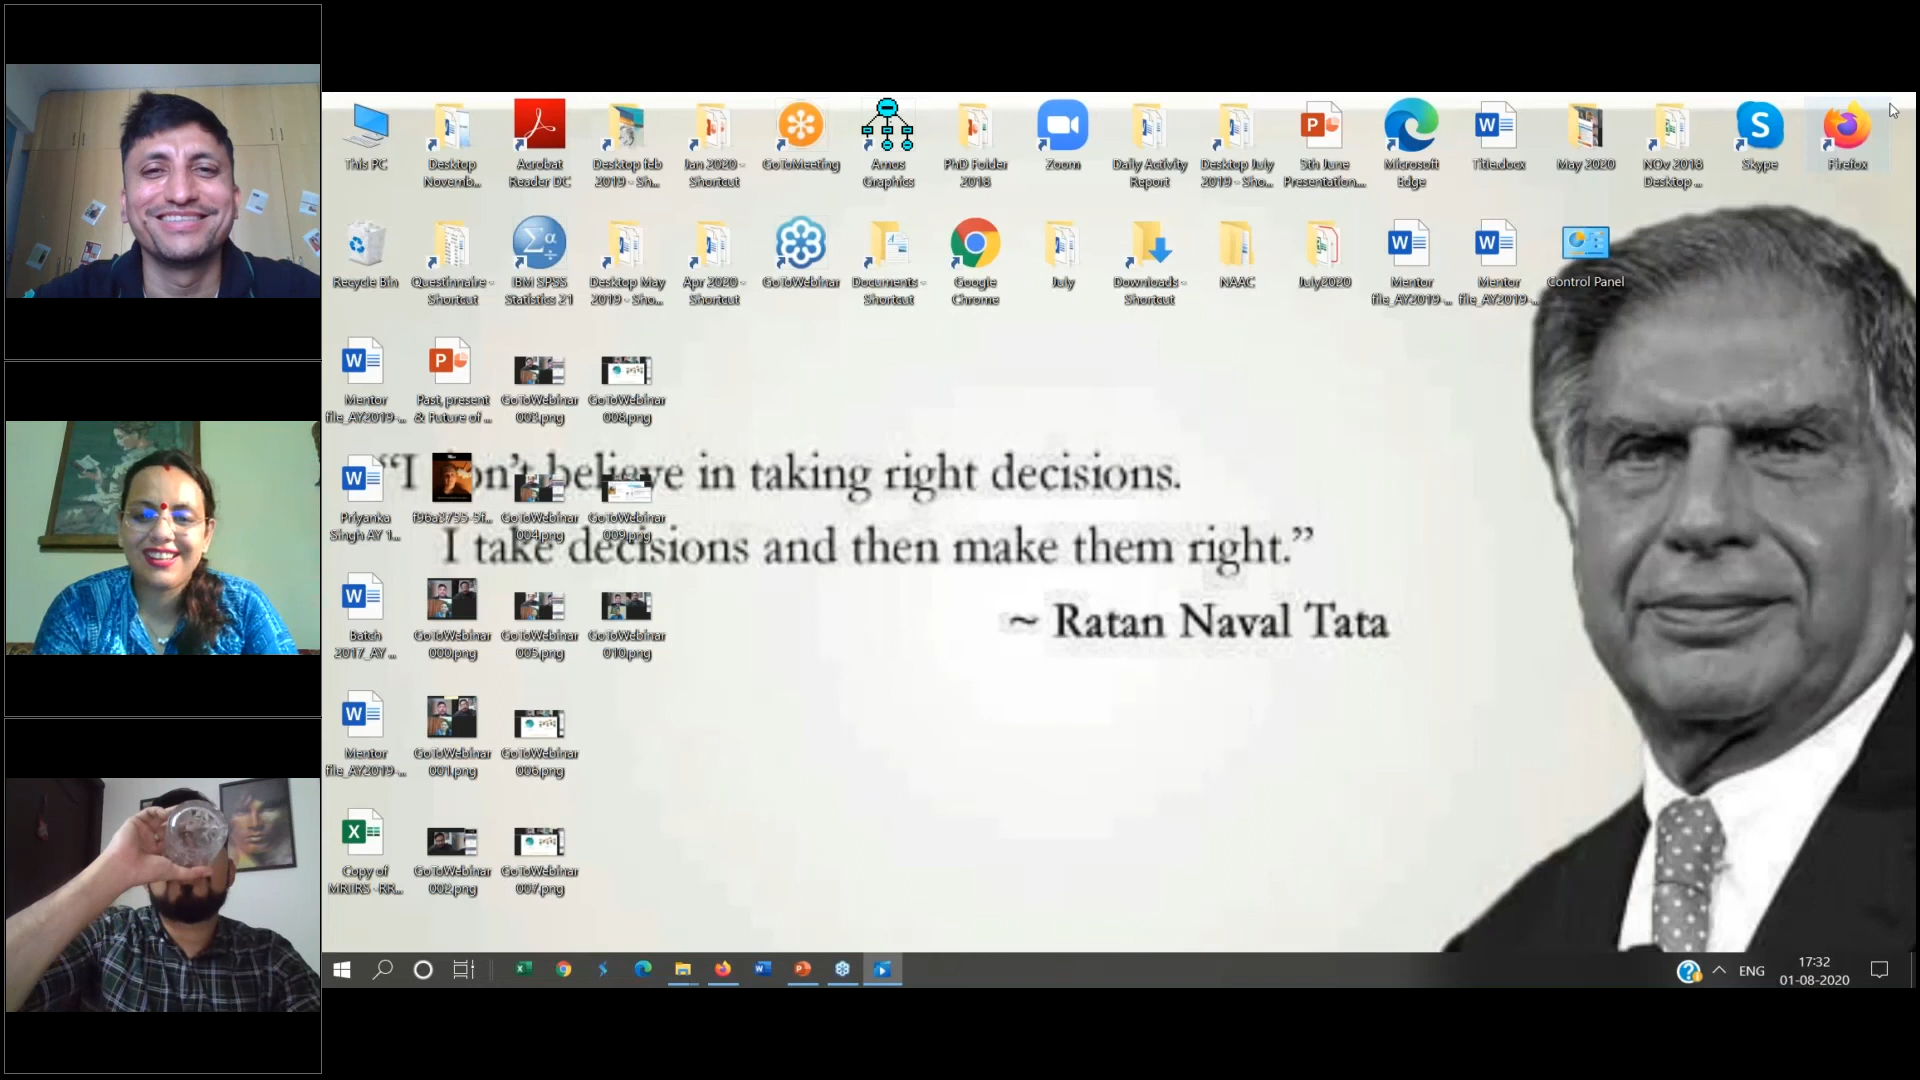 This PC
Desktop
Novemb...
Acrobat
Reader DC
Desktop feb
2019 - Sh...
Jan 2020 -
Shortcut
GoToMeeting
Amos
Graphics
PhD Folder
2018
Zoom
Daily Activity
Report
Desktop July
2019 - Sho...
5th June
Presentation...
Microsoft
Edge
Title.docx
May 2020
NOv 2018
Desktop ...
Skype
Firefox
Recycle Bin
Questinnaire -
Shortcut
IBM SPSS
Statistics 21
Desktop May
2019 - Sho...
Apr 2020 -
Shortcut
GoToWebinar
Documents -
Shortcut
Google
Chrome
July
Downloads -
Shortcut
NAAC
July2020
Mentor
file_AY2019-...
Mentor
file_AY2019-...
Control Panel
Mentor
file_AY2019-...
Past, present
& Future of ...
GoToWebinar
003.png
GoToWebinar
008.png
“I don’t believe in taking right decisions.
Priyanka
Singh AY 1...
GoToWebinar
004.png
GoToWebinar
009.png
I take decisions and then make them right.”
~ Ratan Naval Tata
Batch
2017_AY ...
GoToWebinar
000.png
GoToWebinar
005.png
GoToWebinar
010.png
Mentor
file_AY2019-...
GoToWebinar
001.png
GoToWebinar
006.png
Copy of
MRIIRS -RR...
GoToWebinar
002.png
GoToWebinar
007.png
ENG
17:32
01-08-2020